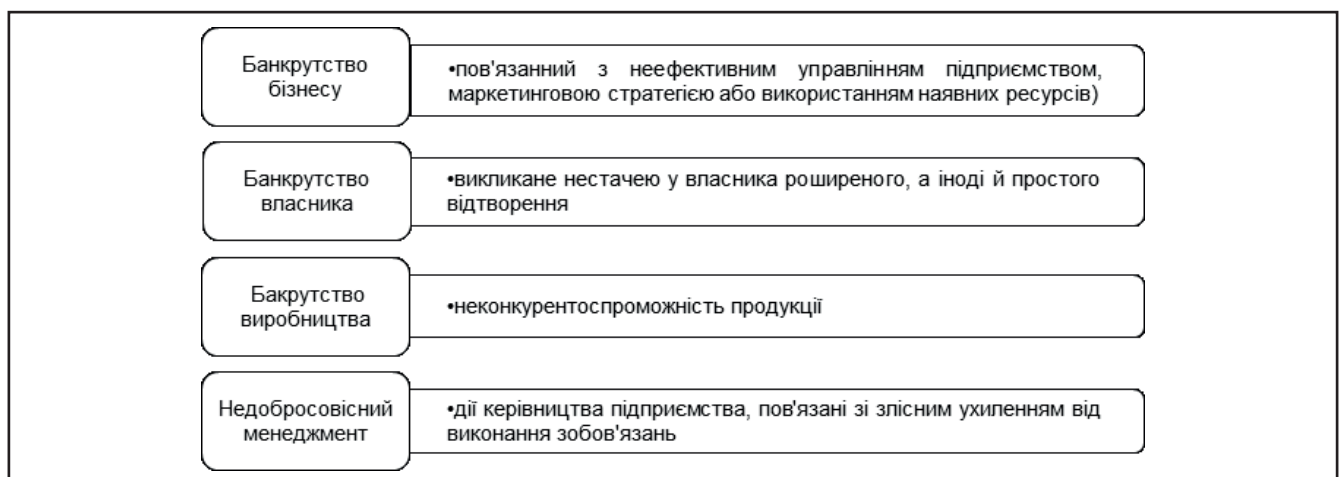 Банкрутство
бізнесу
•пов'язанний з неефективним управлінням підприємством,
маркетинговою стратегією або використанням наявних ресурсів)
Банкрутство
власника
•викликане нестачею у власника роширеного, а іноді й простого
відтворення
Бакрутство
виробництва
•неконкурентоспроможність продукції
Недобросовісний
менеджмент
•дії керівництва підприємства, пов'язані зі злісним ухиленням від
виконання зобов'язань